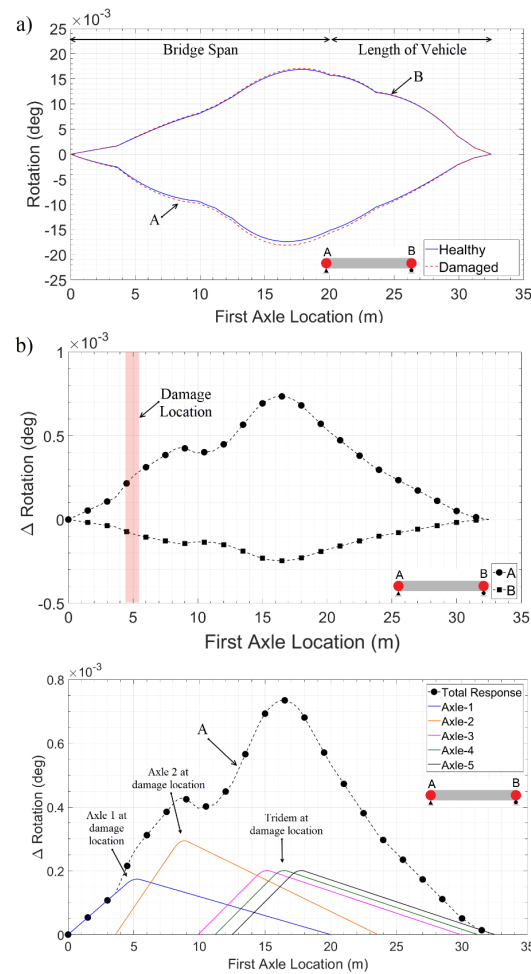 a)
×10⁻³
25
20
15
10
5
0
-5
-10
-15
-20
-25
Rotation (deg)
Bridge Span
Length of Vehicle
B
A
A
B
Healthy
Damaged
0
5
10
15
20
25
30
35
First Axle Location (m)
b)
×10⁻³
1
0.5
0
-0.5
Δ Rotation (deg)
Damage
Location
A
B
A
B
0
5
10
15
20
25
30
35
First Axle Location (m)
×10⁻³
0.8
0.6
0.4
0.2
0
Δ Rotation (deg)
A
Axle 2 at
damage location
Axle 1 at
damage
location
Tridem at
damage location
Total Response
Axle-1
Axle-2
Axle-3
Axle-4
Axle-5
A
B
0
5
10
15
20
25
30
35
First Axle Location (m)